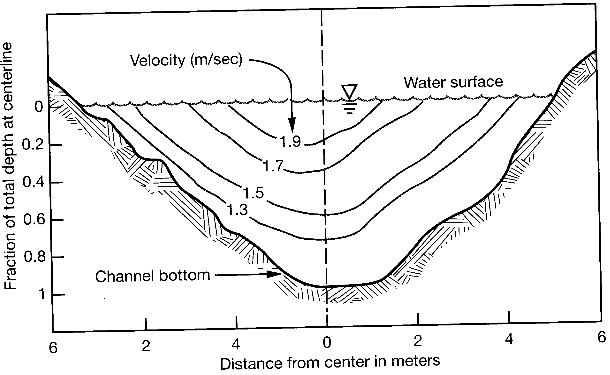 Velocity (m/sec)
Water surface
Fraction of total depth at centerline
0
0.2
0.4
0.6
0.8
1
1.9
1.7
1.5
1.3
Channel bottom
6 2 4 0 2 4 6
Distance from center in meters